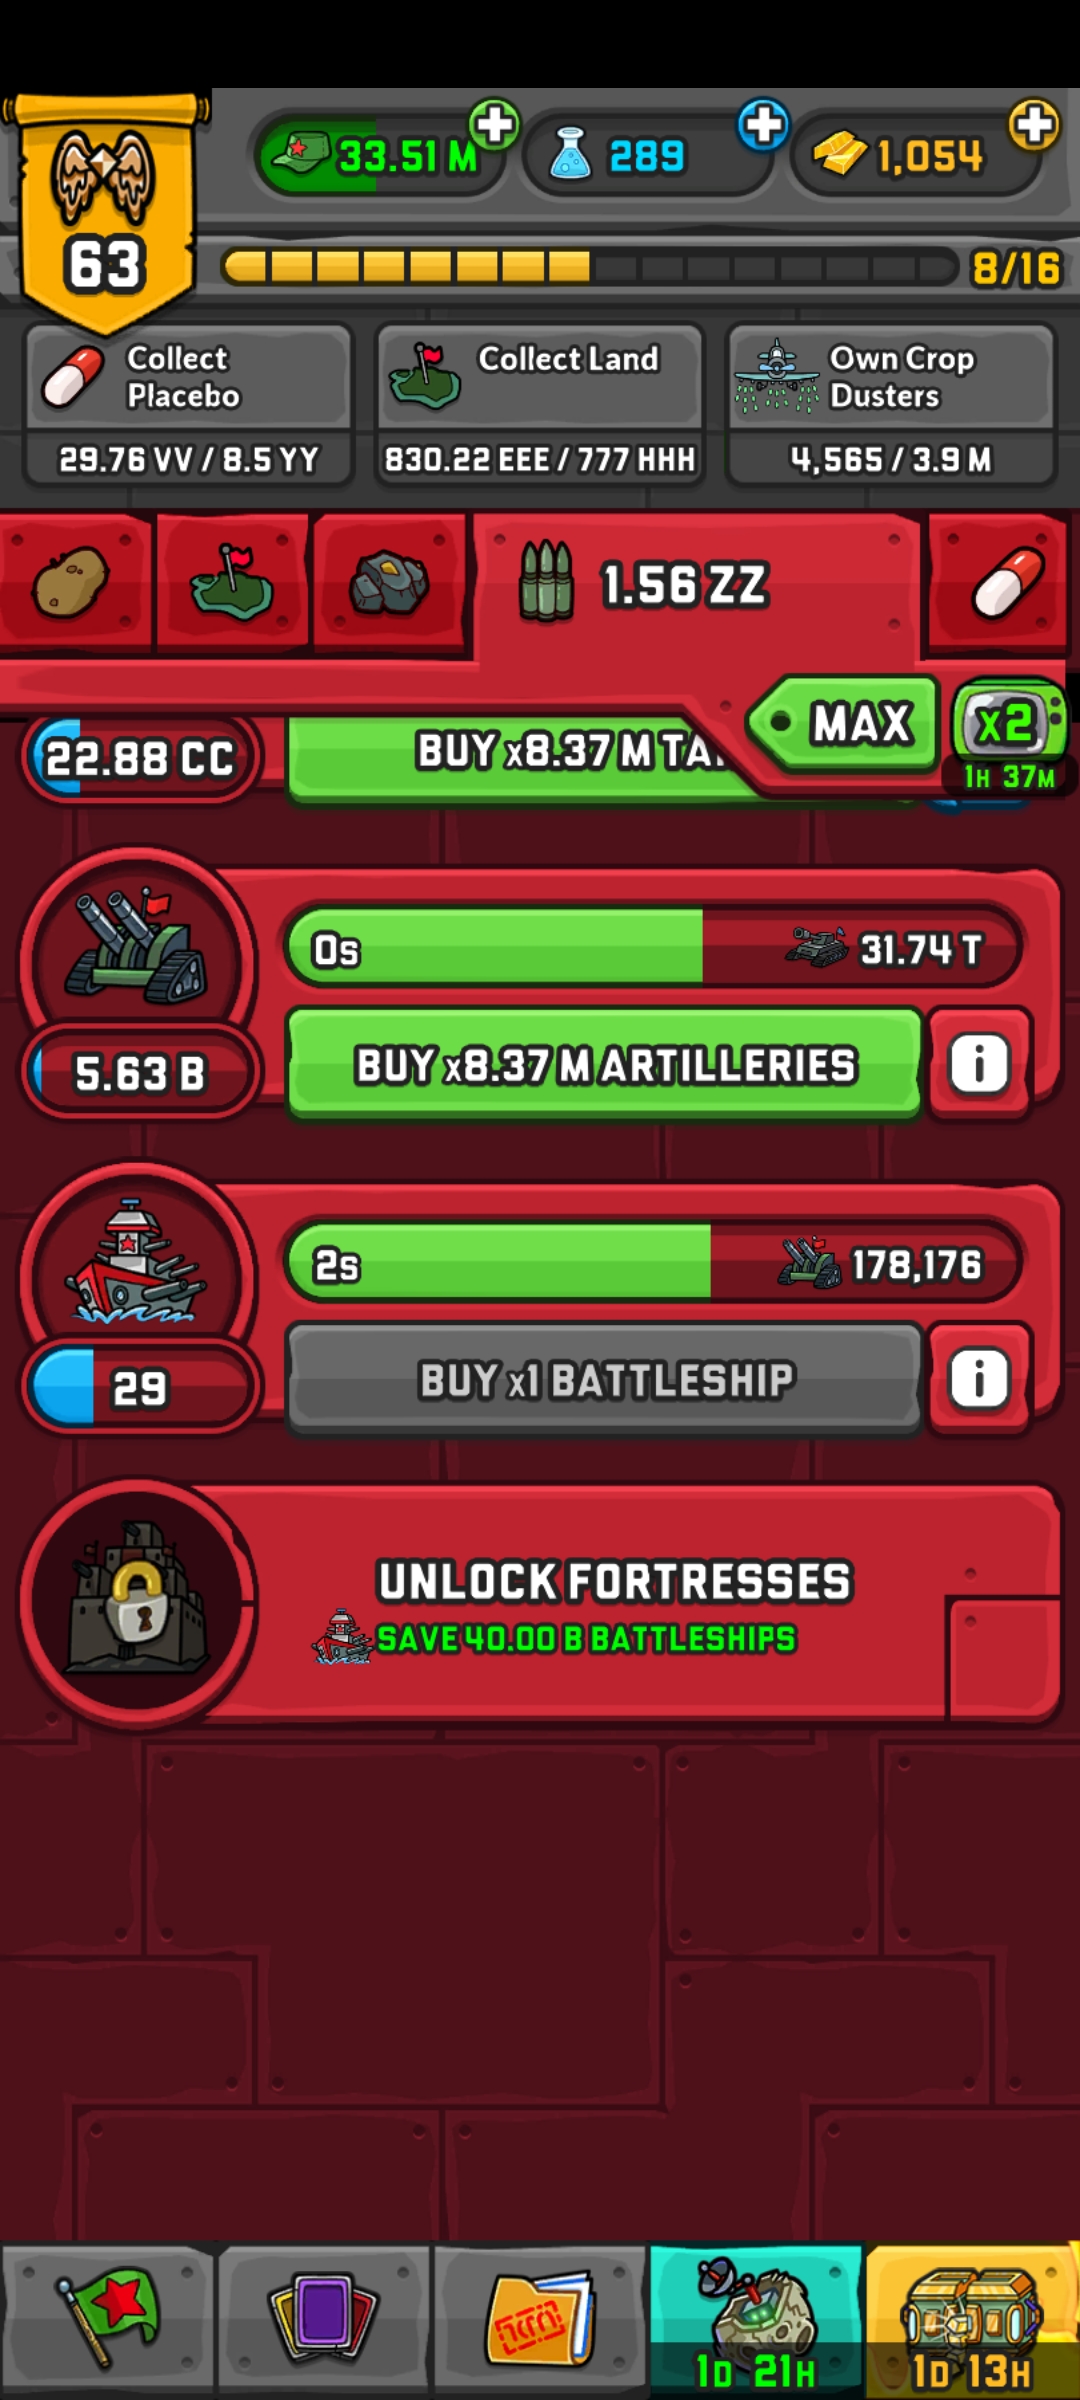 33.51 M
289
1,054
63
8/16
Collect
Placebo
29.76 VV / 8.5 YY
Collect Land
830.22 EEE / 777 HHH
Own Crop
Dusters
4,565 / 3.9 M
1.56 ZZ
MAX
x2
1H 37M
22.88 CC
BUY x8.37 M TA
0s
31.74 T
5.63 B
BUY x8.37 M ARTILLERIES
i
2s
178,176
29
BUY x1 BATTLESHIP
i
UNLOCK FORTRESSES
SAVE 40.00 B BATTLESHIPS
1D 21H
1D 13H